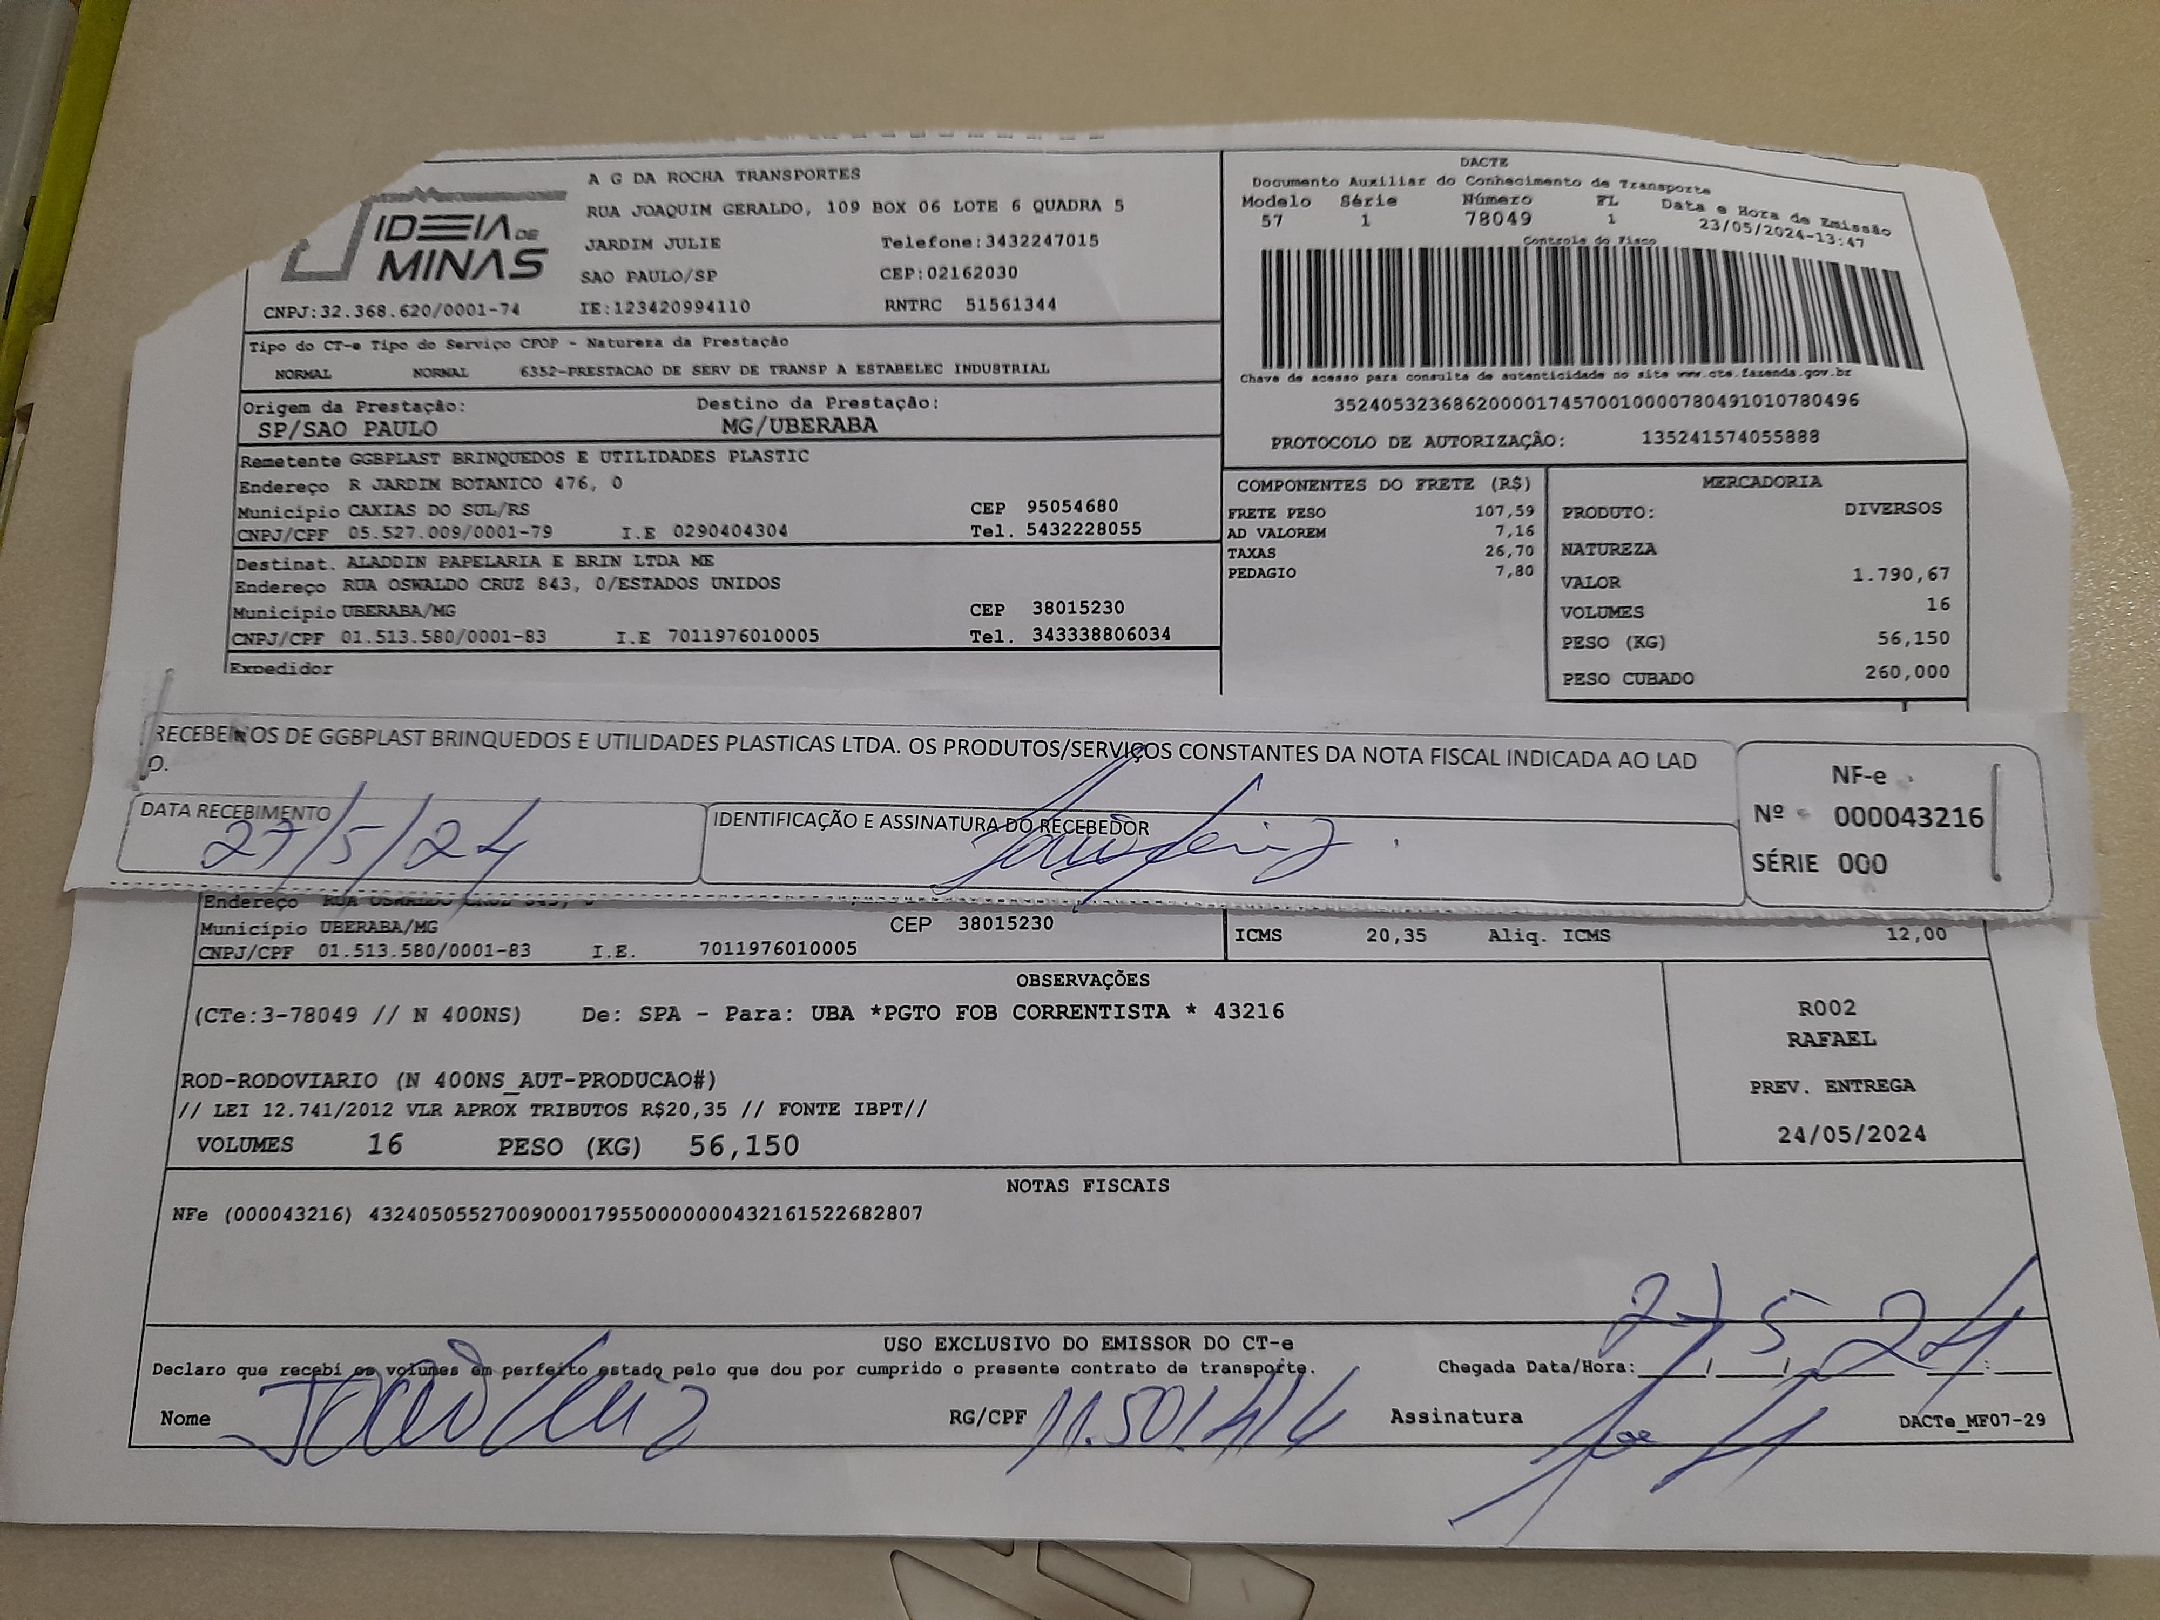 IDEIA DE
MINAS
CNPJ:32.368.620/0001-74
A G DA ROCHA TRANSPORTES
RUA JOAQUIM GERALDO, 109 BOX 06 LOTE 6 QUADRA 5
JARDIM JULIE Telefone:3432247015
SAO PAULO/SP CEP:02162030
IE:123420994110 RNTRC 51561344
DACTE
Documento Auxiliar do Conhecimento de Transporte
Modelo Série Número FL Data e Hora de Emissão
57 1 78049 1 23/05/2024-13:47
Controle do Fisco
Chave de acesso para consulta de autenticidade no site www.cte.fazenda.gov.br
35240532368620000174570010000780491010780496
PROTOCOLO DE AUTORIZAÇÃO: 135241574055888
Tipo do CT-e Tipo do Serviço CFOP - Natureza da Prestação
NORMAL NORMAL 6352-PRESTACAO DE SERV DE TRANSP A ESTABELEC INDUSTRIAL
Origem da Prestação: Destino da Prestação:
SP/SAO PAULO MG/UBERABA
Remetente GGBPLAST BRINQUEDOS E UTILIDADES PLASTIC
Endereço R JARDIM BOTANICO 476, 0
Municipio CAXIAS DO SUL/RS CEP 95054680
CNPJ/CPF 05.527.009/0001-79 I.E 0290404304 Tel. 5432228055
Destinat. ALADDIN PAPELARIA E BRIN LTDA ME
Endereço RUA OSWALDO CRUZ 843, 0/ESTADOS UNIDOS
Municipio UBERABA/MG CEP 38015230
CNPJ/CPF 01.513.580/0001-83 I.E 7011976010005 Tel. 343338806034
Expedidor
COMPONENTES DO FRETE (R$)
FRETE PESO 107,59
AD VALOREM 7,16
TAXAS 26,70
PEDAGIO 7,80
MERCADORIA
PRODUTO: DIVERSOS
NATUREZA
VALOR 1.790,67
VOLUMES 16
PESO (KG) 56,150
PESO CUBADO 260,000
RECEBEMOS DE GGBPLAST BRINQUEDOS E UTILIDADES PLASTICAS LTDA. OS PRODUTOS/SERVIÇOS CONSTANTES DA NOTA FISCAL INDICADA AO LAD
O.
DATA RECEBIMENTO
27/5/24
IDENTIFICAÇÃO E ASSINATURA DO RECEBEDOR
João Luiz
NF-e
Nº 000043216
SÉRIE 000
Endereço RUA OSWALDO CRUZ 843, 0
Municipio UBERABA/MG CEP 38015230
CNPJ/CPF 01.513.580/0001-83 I.E. 7011976010005
ICMS 20,35 Aliq. ICMS 12,00
OBSERVAÇÕES
(CTe:3-78049 // N 400NS) De: SPA - Para: UBA *PGTO FOB CORRENTISTA * 43216
ROD-RODOVIARIO (N 400NS_AUT-PRODUCAO#)
// LEI 12.741/2012 VLR APROX TRIBUTOS R$20,35 // FONTE IBPT//
VOLUMES 16 PESO (KG) 56,150
R002
RAFAEL
PREV. ENTREGA
24/05/2024
NOTAS FISCAIS
NFe (000043216) 43240505527009000179550000000432161522682807
USO EXCLUSIVO DO EMISSOR DO CT-e
Declaro que recebi os volumes em perfeito estado pelo que dou por cumprido o presente contrato de transporte.
Chegada Data/Hora: 27/5/24
Nome João Luiz RG/CPF 11.501.414 Assinatura
DACTe_MF07-29